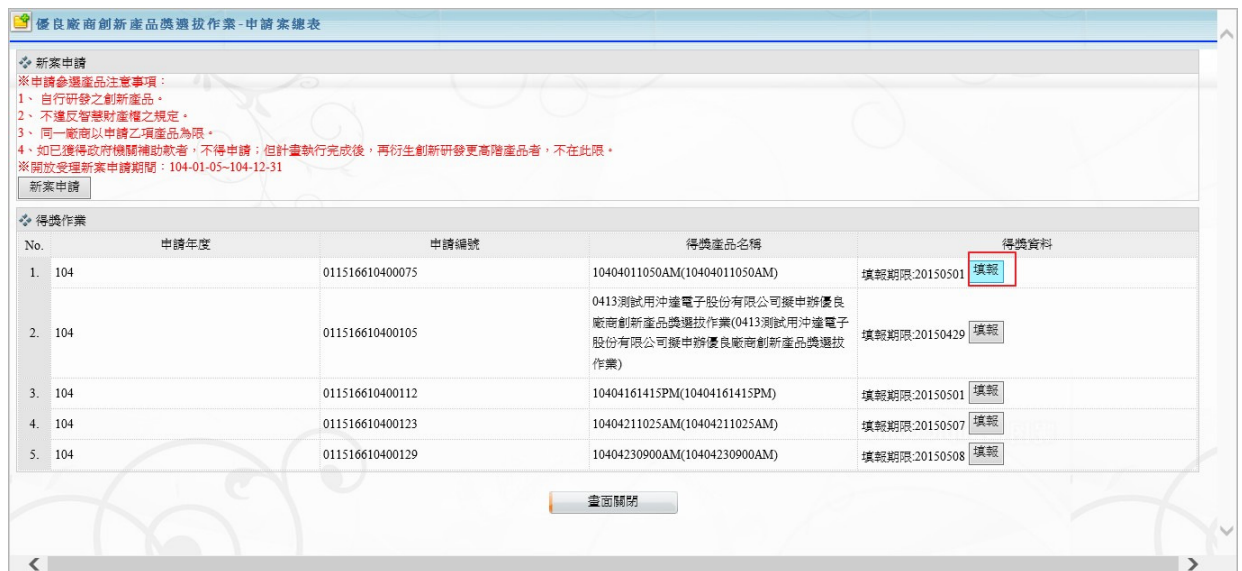 優良廠商創新產品獎選拔作業-申請案總表
新案申請
※申請參選產品注意事項：
1、 自行研發之創新產品。
2、 不違反智慧財產權之規定。
3、 同一廠商以申請乙項產品為限。
4、如已獲得政府機關補助款者，不得申請；但計畫執行完成後，再衍生創新研發更高階產品者，不在此限。
※開放受理新案申請期間：104-01-05~104-12-31
新案申請
得獎作業
No. 申請年度 申請編號 得獎產品名稱 得獎資料
1. 104 011516610400075 10404011050AM(10404011050AM) 填報期限:20150501 填報
0413測試用沖達電子股份有限公司擬申辦優良
廠商創新產品獎選拔作業(0413測試用沖達電子
2. 104 011516610400105 填報期限:20150429 填報
股份有限公司擬申辦優良廠商創新產品獎選拔
作業)
3. 104 011516610400112 10404161415PM(10404161415PM) 填報期限:20150501 填報
4. 104 011516610400123 10404211025AM(10404211025AM) 填報期限:20150507 填報
5. 104 011516610400129 10404230900AM(10404230900AM) 填報期限:20150508 填報
畫面關閉